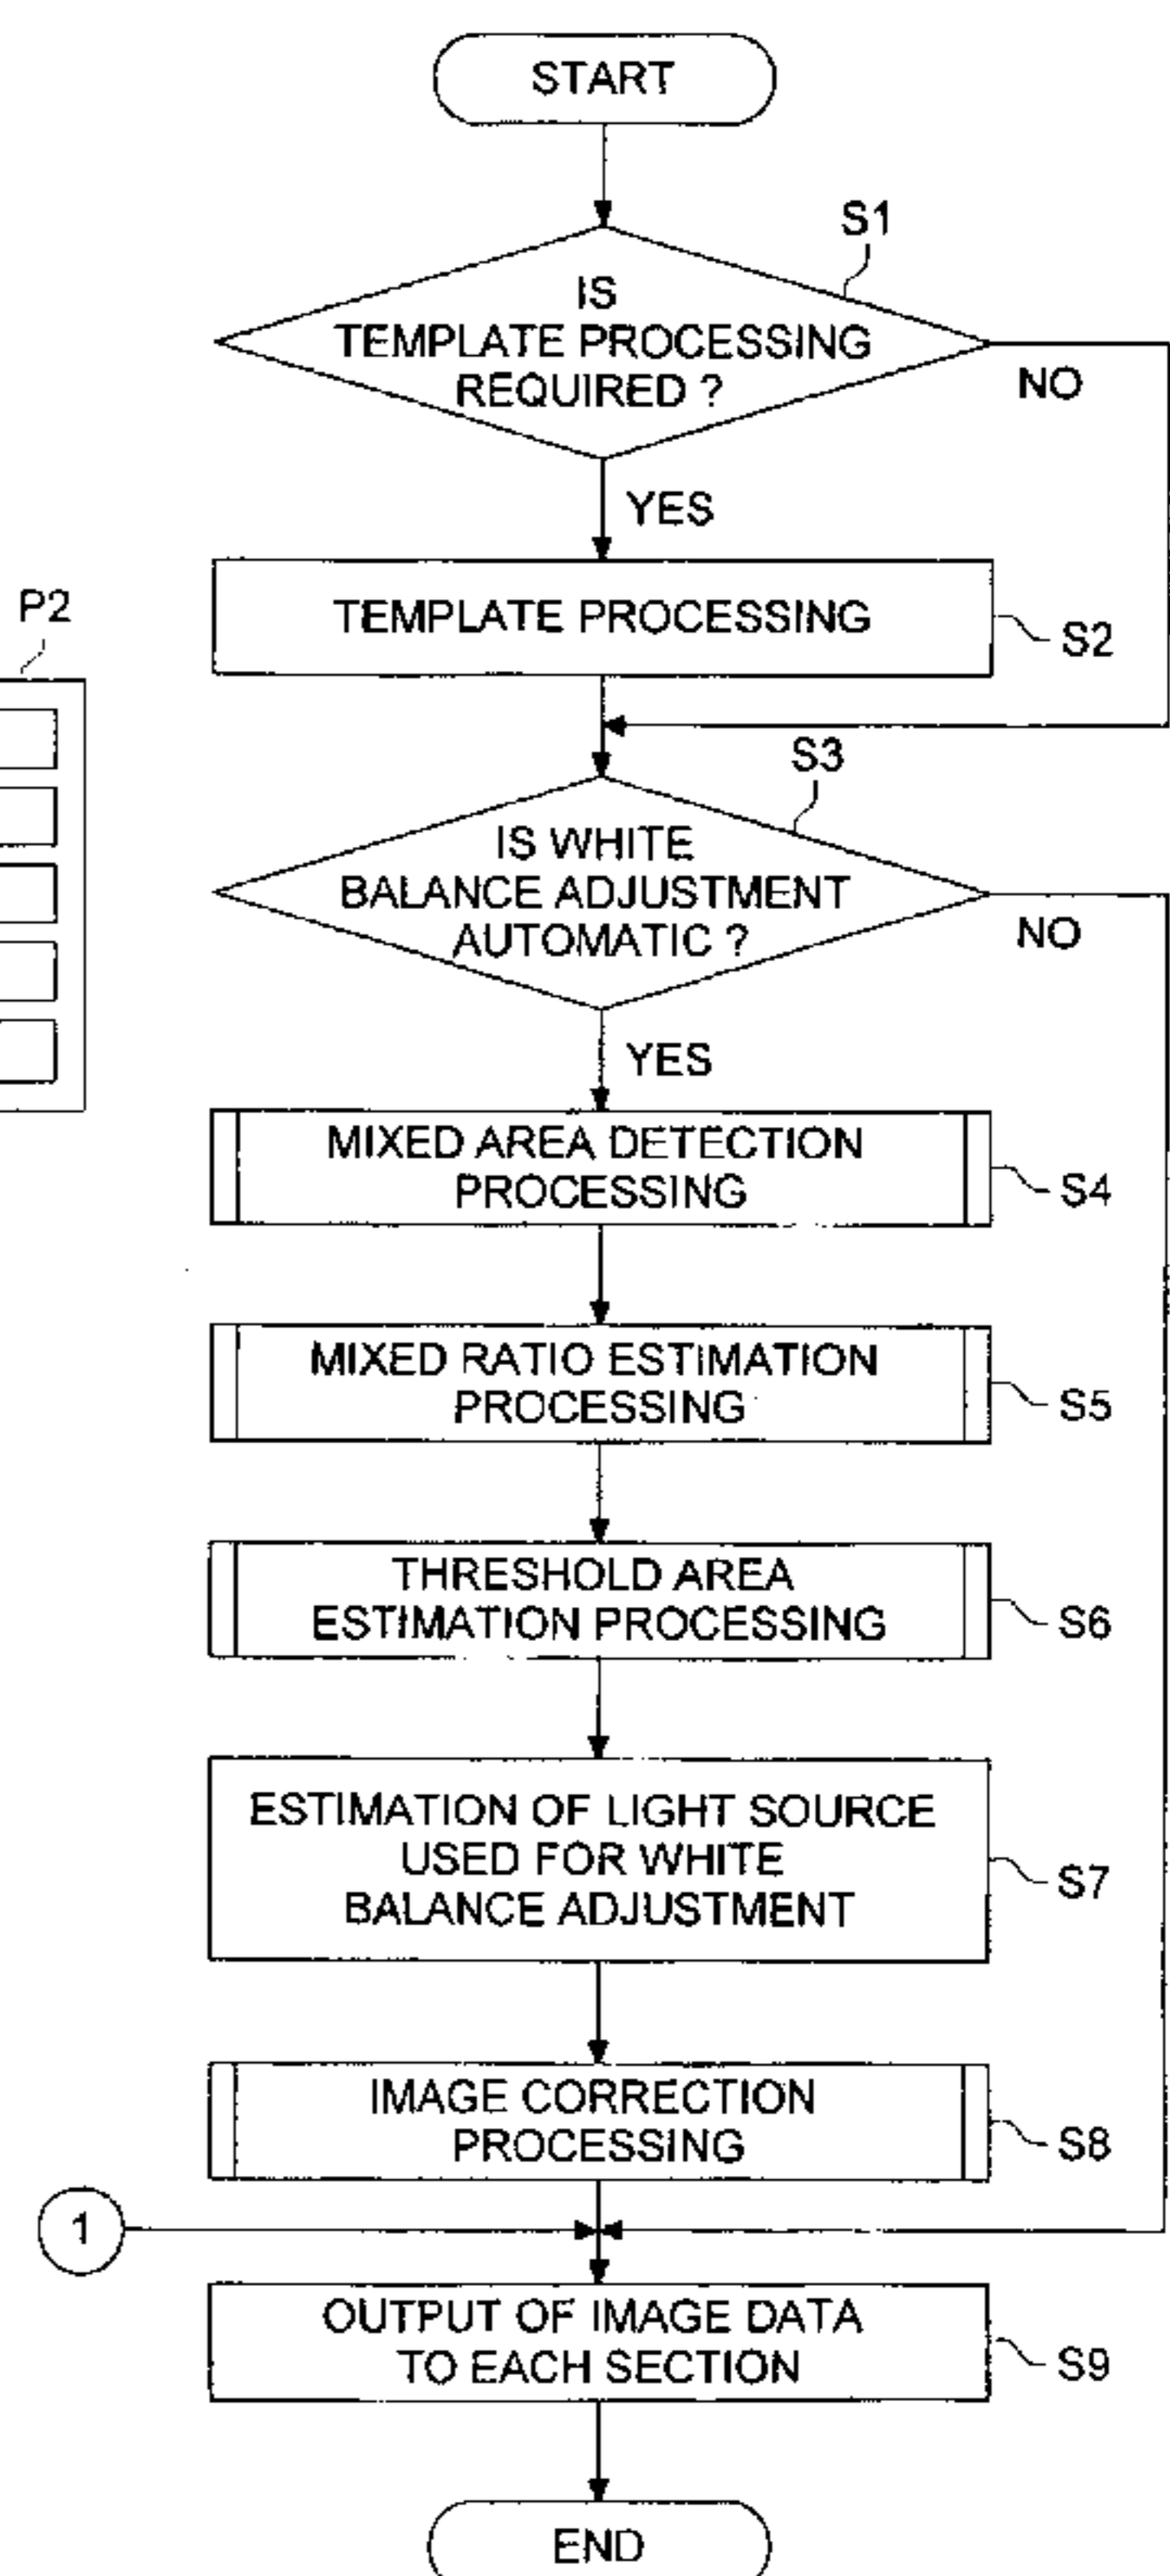 START
S1
IS
TEMPLATE PROCESSING
REQUIRED ?
NO
YES
P2
TEMPLATE PROCESSING
S2
S3
IS WHITE
BALANCE ADJUSTMENT
AUTOMATIC ?
NO
YES
MIXED AREA DETECTION
PROCESSING
S4
MIXED RATIO ESTIMATION
PROCESSING
S5
THRESHOLD AREA
ESTIMATION PROCESSING
S6
ESTIMATION OF LIGHT SOURCE
USED FOR WHITE
BALANCE ADJUSTMENT
S7
IMAGE CORRECTION
PROCESSING
S8
1
OUTPUT OF IMAGE DATA
TO EACH SECTION
S9
END